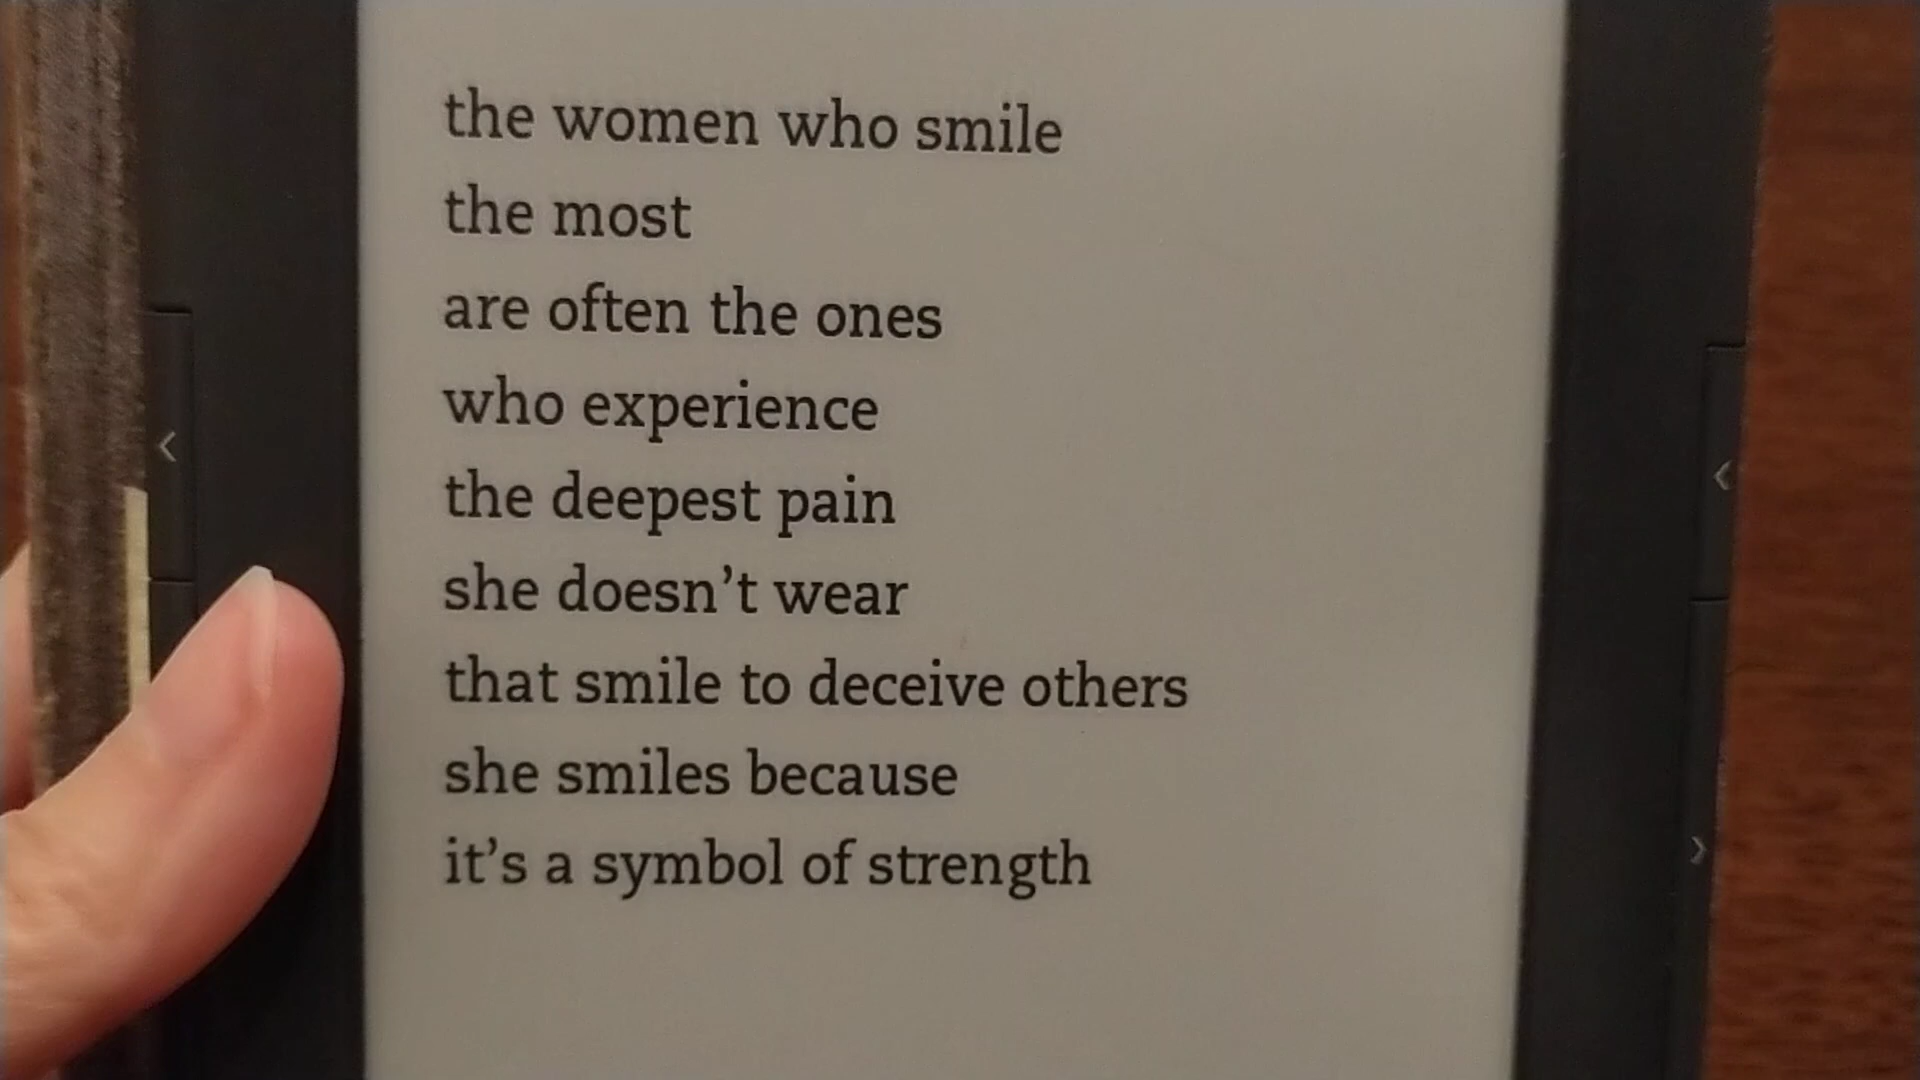 the women who smile
the most
are often the ones
who experience
the deepest pain
she doesn’t wear
that smile to deceive others
she smiles because
it’s a symbol of strength